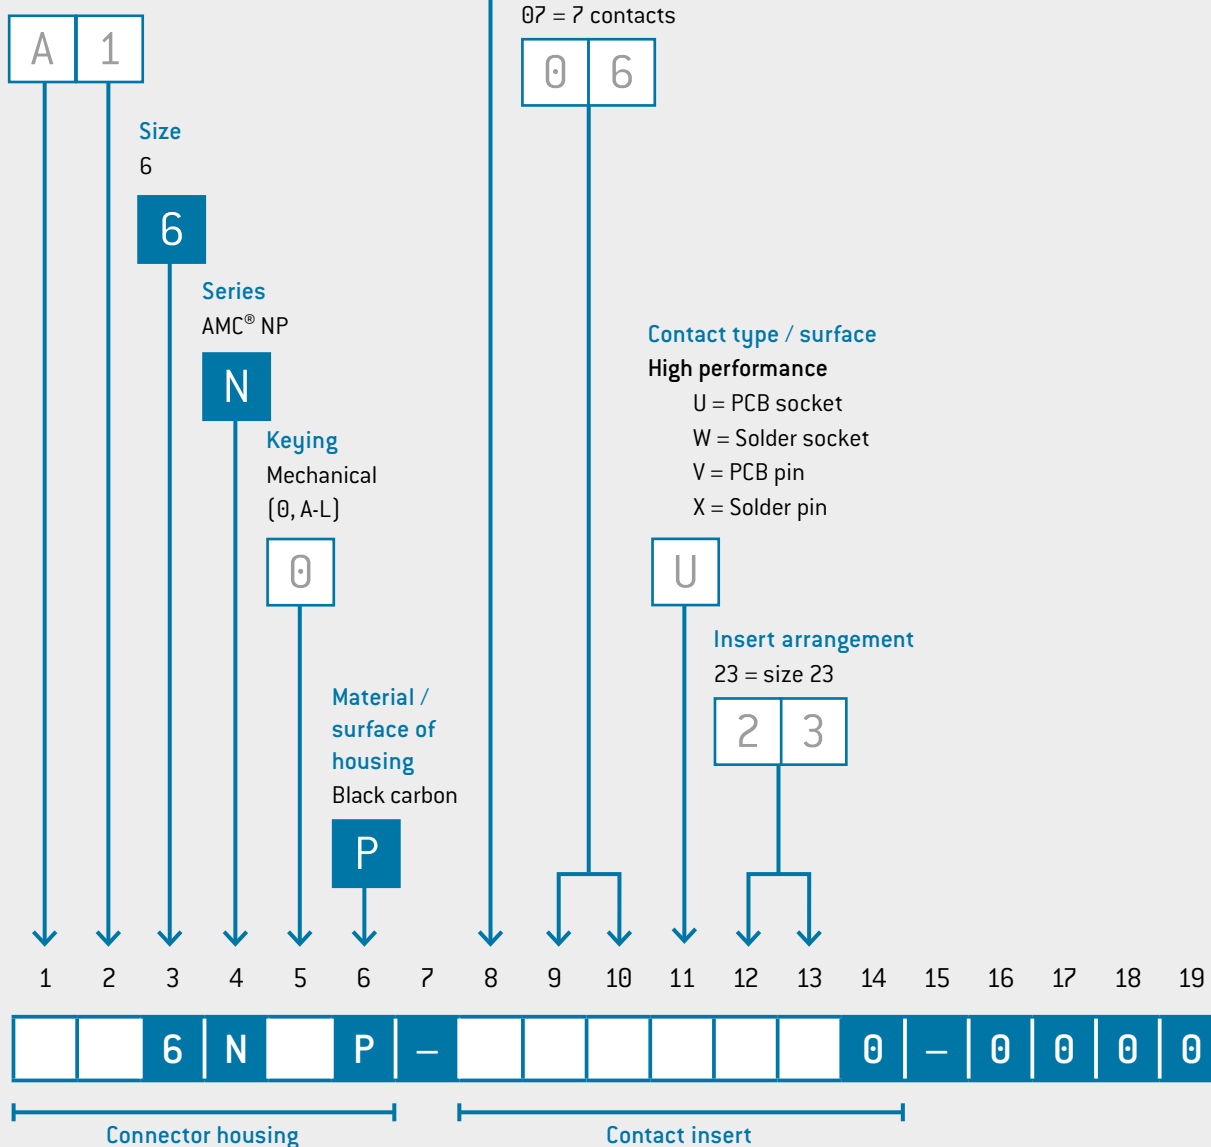 07 = 7 contacts
A 1
0 6
Size
6
6
Series
AMC® NP
N
Keying
Mechanical
(0, A-L)
0
Contact type / surface
High performance
U = PCB socket
W = Solder socket
V = PCB pin
X = Solder pin
U
Insert arrangement
23 = size 23
2 3
Material /
surface of
housing
Black carbon
P
1 2 3 4 5 6 7 8 9 10 11 12 13 14 15 16 17 18 19
6 N P – 0 – 0 0 0 0
Connector housing Contact insert